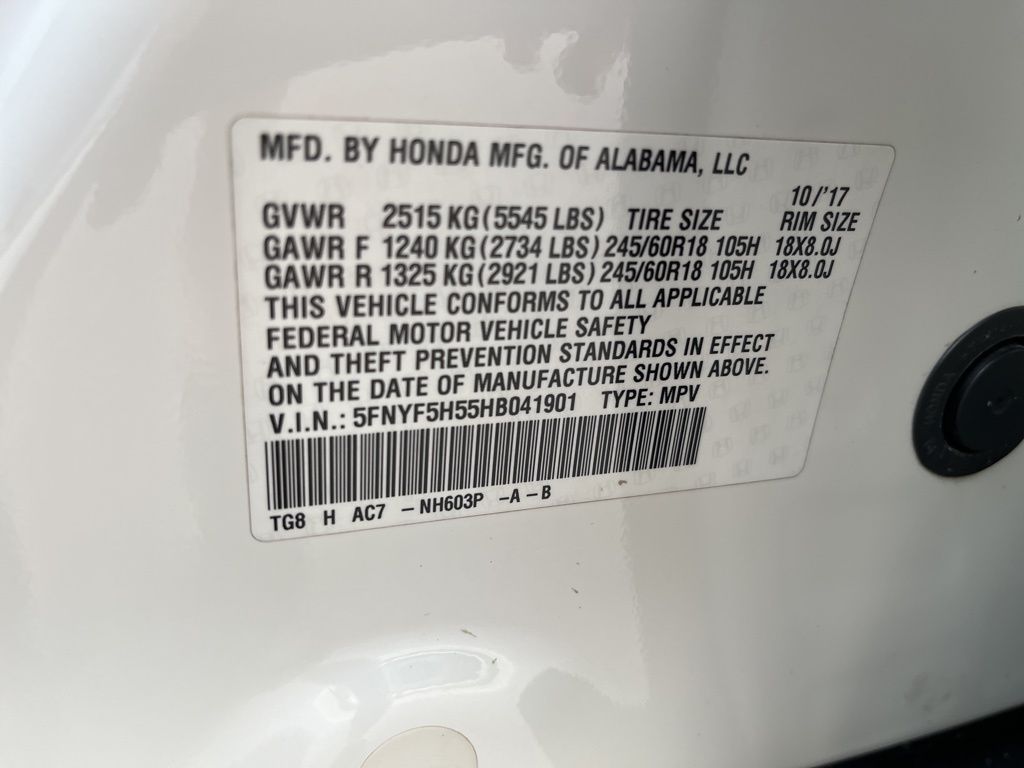 MFD. BY HONDA MFG. OF ALABAMA, LLC
10/'17
GVWR 2515 KG (5545 LBS) TIRE SIZE RIM SIZE
GAWR F 1240 KG (2734 LBS) 245/60R18 105H 18X8.0J
GAWR R 1325 KG (2921 LBS) 245/60R18 105H 18X8.0J
THIS VEHICLE CONFORMS TO ALL APPLICABLE
FEDERAL MOTOR VEHICLE SAFETY
AND THEFT PREVENTION STANDARDS IN EFFECT
ON THE DATE OF MANUFACTURE SHOWN ABOVE.
V.I.N.: 5FNYF5H55HB041901 TYPE: MPV
TG8 H AC7 - NH603P - A - B
HONDA